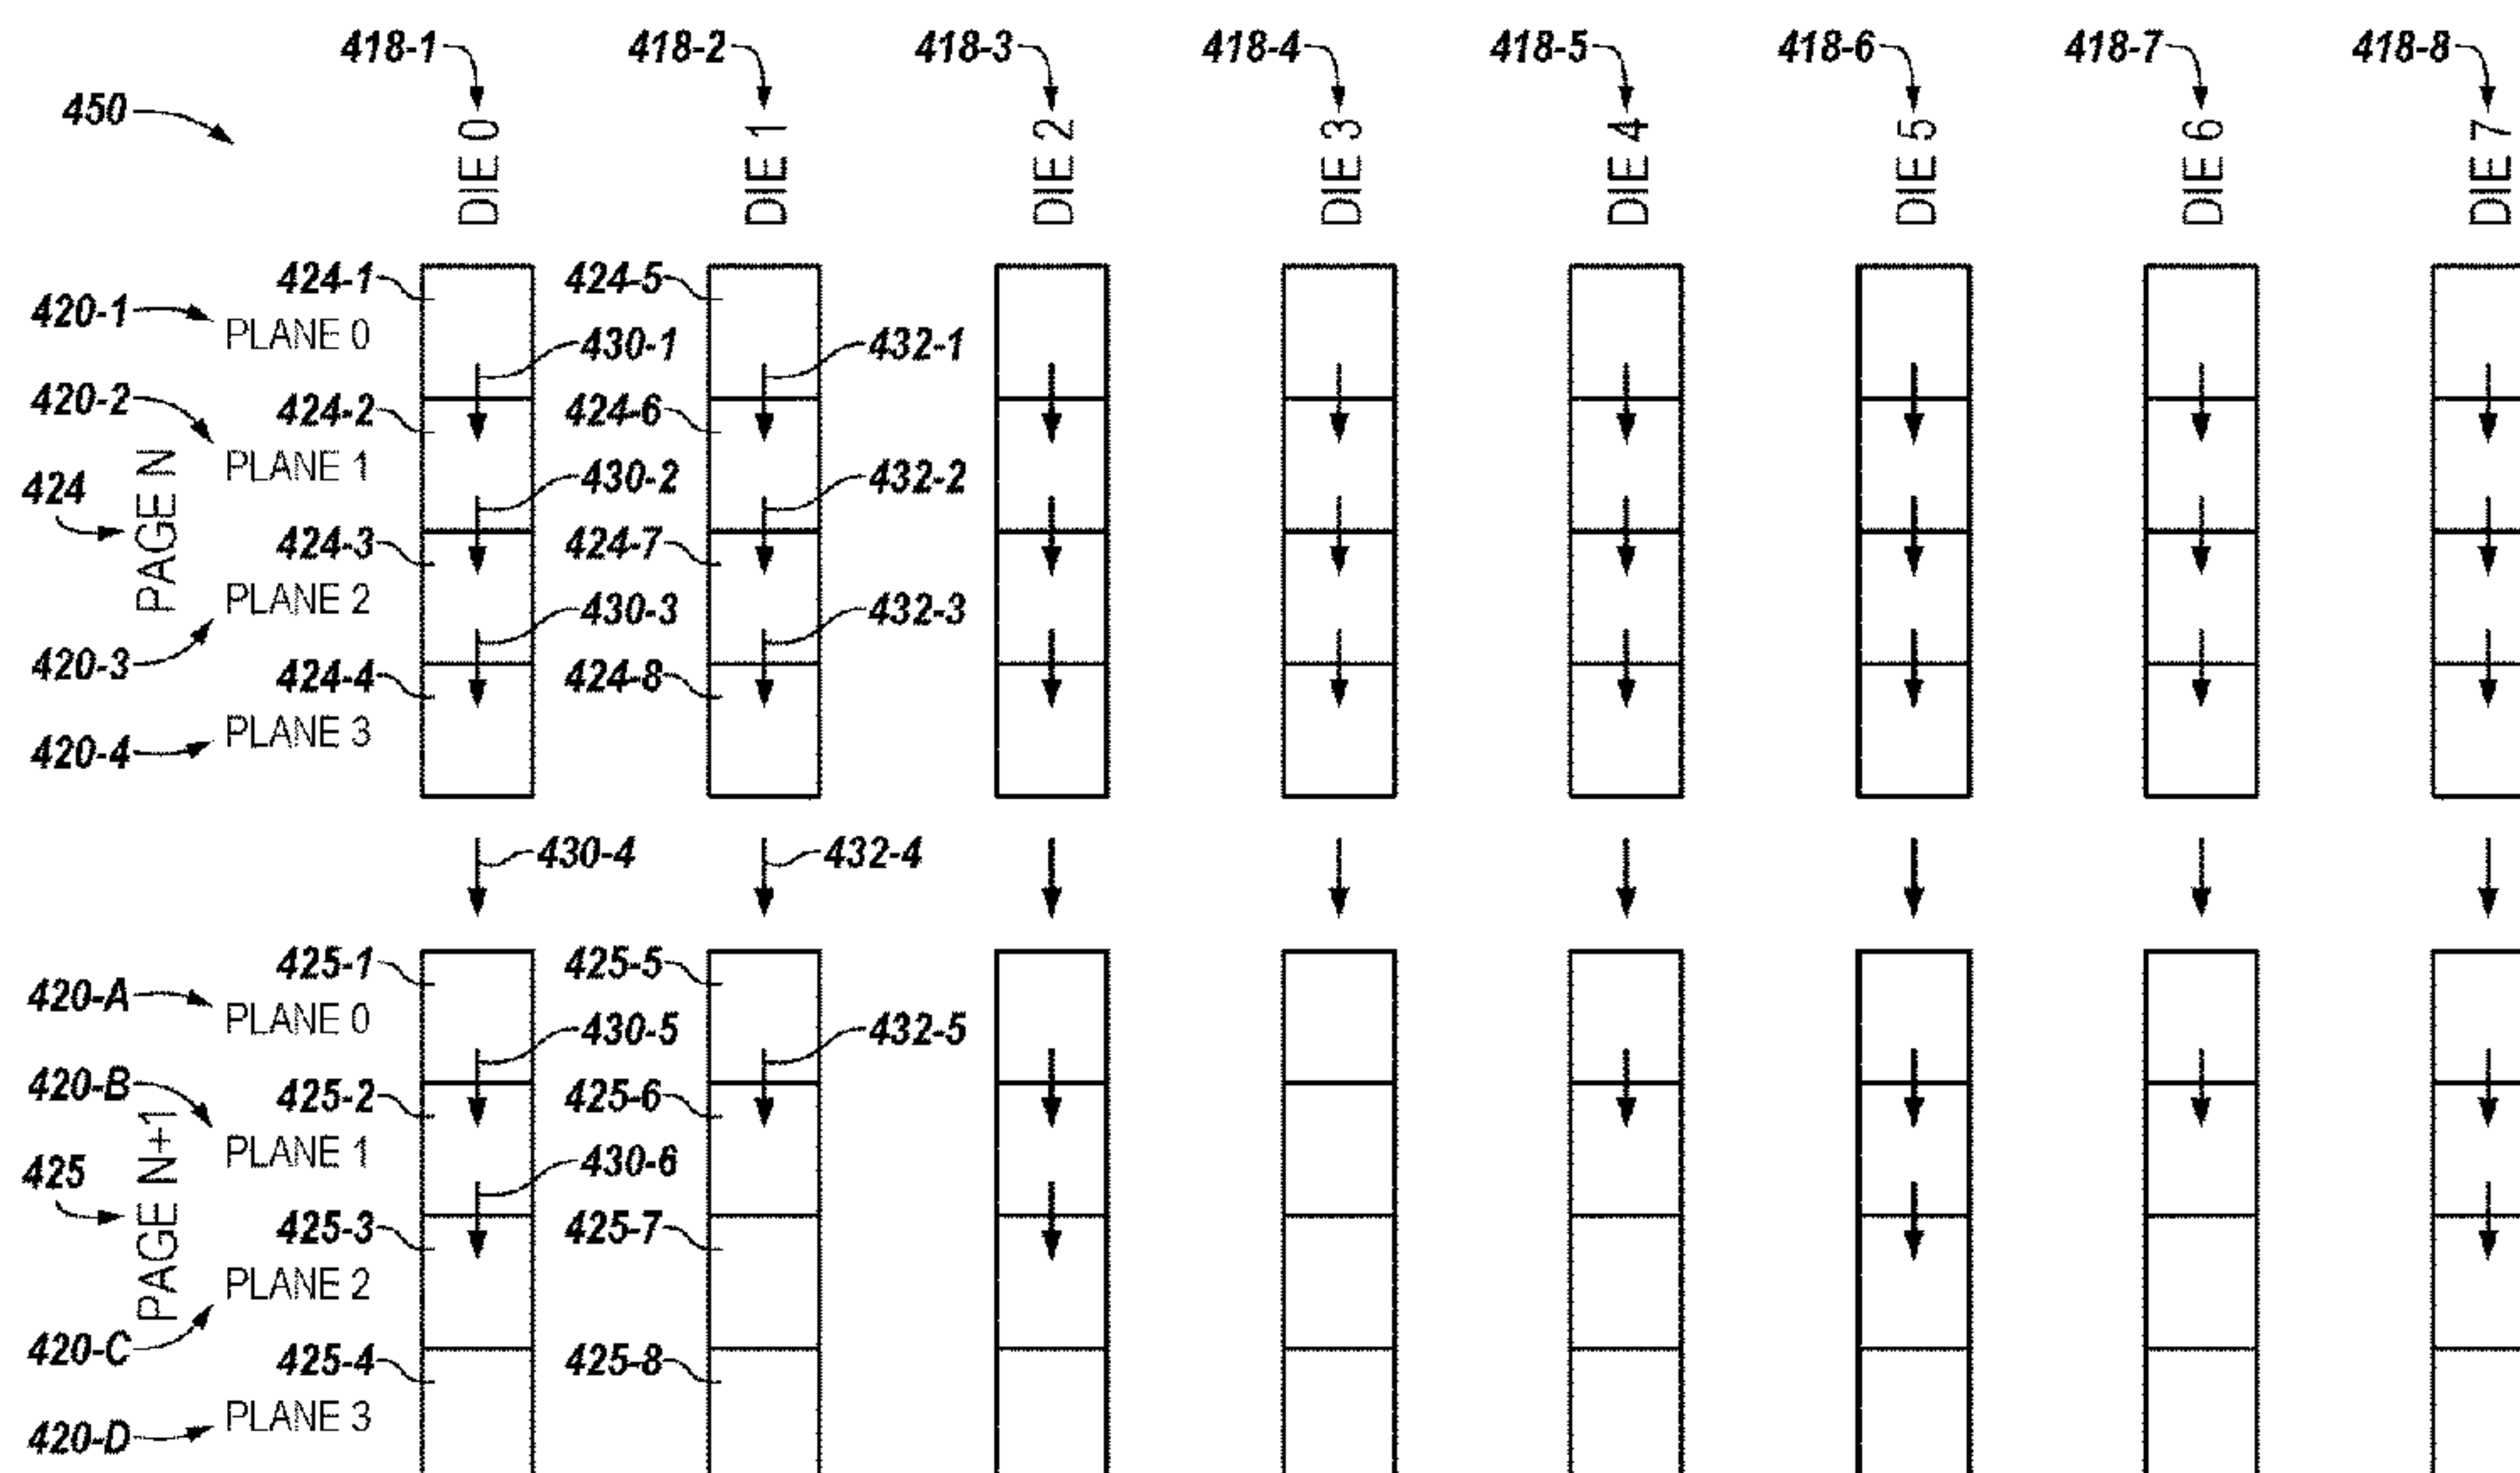 418-1 418-2 418-3 418-4 418-5 418-6 418-7 418-8
450
DIE 0 DIE 1 DIE 2 DIE 3 DIE 4 DIE 5 DIE 6 DIE 7
424-1 424-5
420-1 PLANE 0
430-1 432-1
420-2 424-2 424-6
PLANE 1
430-2 432-2
424 PAGE N
424-3 424-7
PLANE 2
430-3 432-3
420-3 424-4 424-8
PLANE 3
420-4
430-4 432-4
425-1 425-5
420-A PLANE 0
430-5 432-5
420-B 425-2 425-6
PLANE 1
430-6
425 PAGE N+1
425-3 425-7
PLANE 2
420-C 425-4 425-8
PLANE 3
420-D